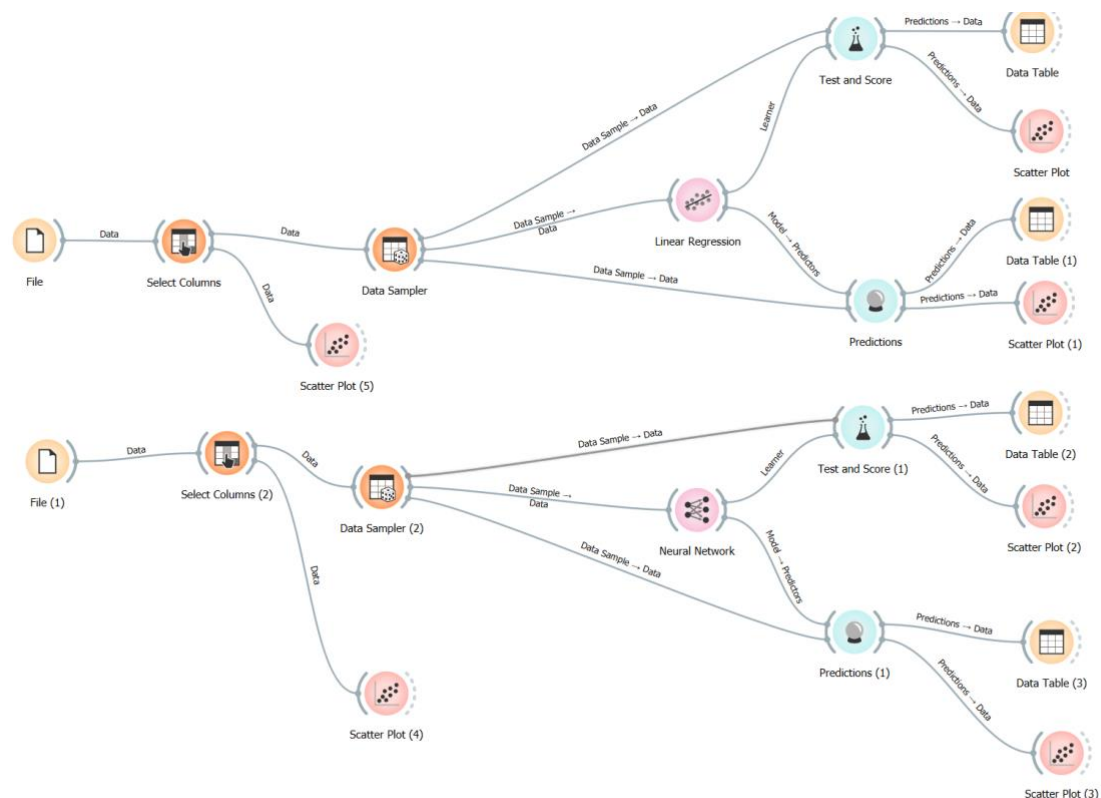 Predictions → Data
Data Table
Test and Score
Predictions → Data
Data Sample → Data
Learner
Scatter Plot
Data Sample →
Data
Linear Regression
Data
Data
File
Select Columns
Data Sampler
Model → Predictors
Predictions → Data
Data Table (1)
Data Sample → Data
Data
Predictions → Data
Predictions
Scatter Plot (1)
Scatter Plot (5)
Predictions → Data
Data Sample → Data
Data Table (2)
Test and Score (1)
Data
Data
Learner
Predictions → Data
File (1)
Select Columns (2)
Data Sampler (2)
Data Sample →
Data
Neural Network
Scatter Plot (2)
Data
Data Sample → Data
Model → Predictors
Predictions → Data
Predictions (1)
Data Table (3)
Predictions → Data
Scatter Plot (4)
Scatter Plot (3)